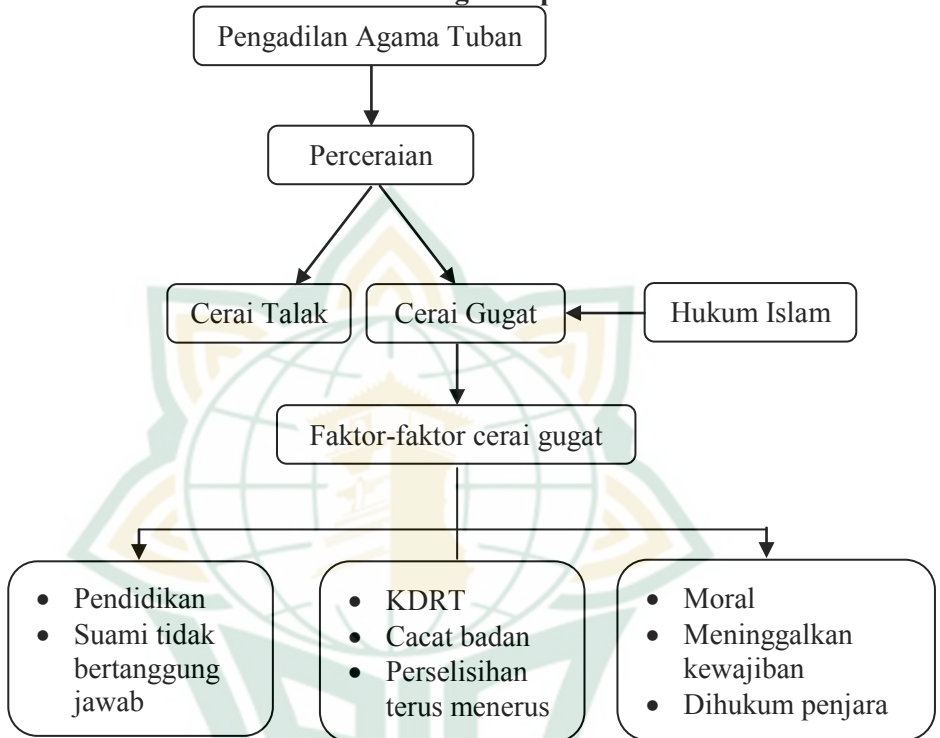 Pengadilan Agama Tuban
Perceraian
Cerai Talak
Cerai Gugat
Hukum Islam
Faktor-faktor cerai gugat
• Pendidikan
• Suami tidak
bertanggung
jawab
• KDRT
• Cacat badan
• Perselisihan
terus menerus
• Moral
• Meninggalkan
kewajiban
• Dihukum penjara